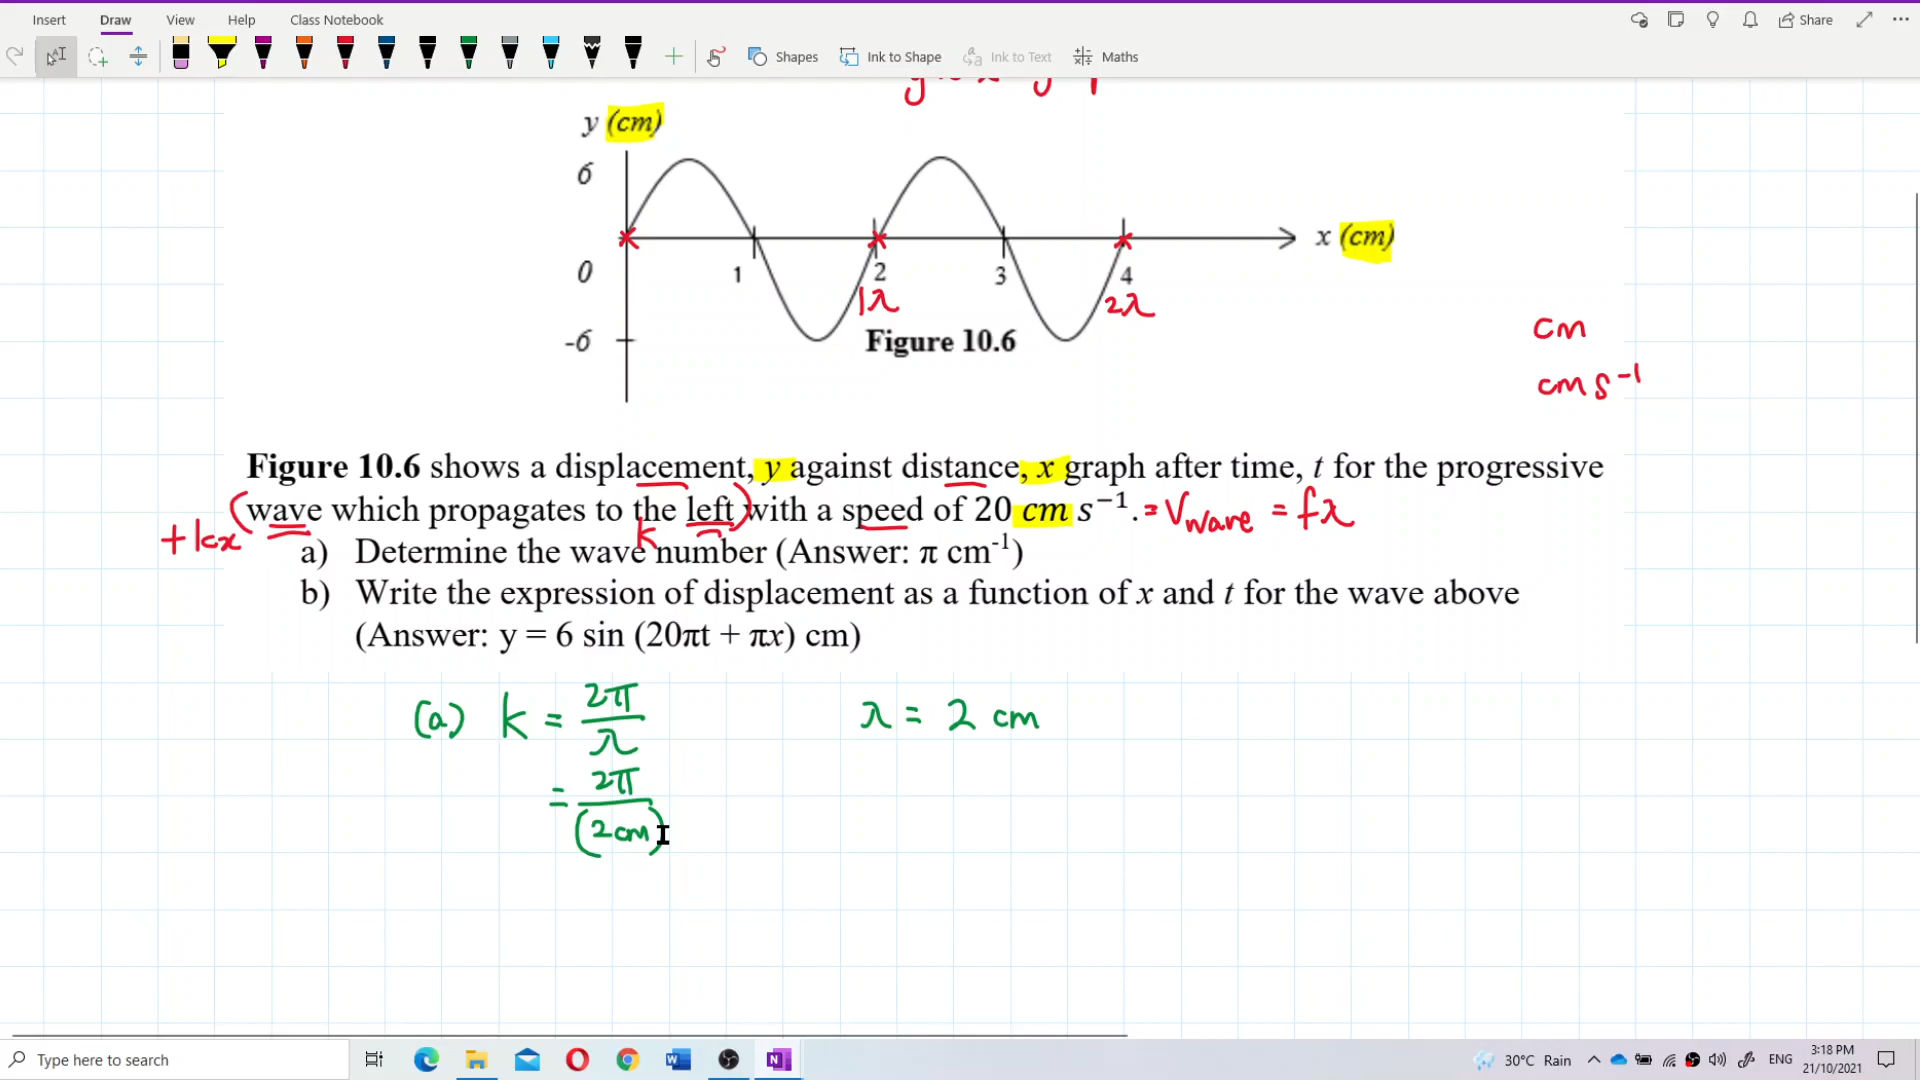 Insert Draw View Help Class Notebook Share
Shapes Ink to Shape Ink to Text Maths
y (cm)
6
x (cm)
0 1 2 3 4
1λ 2λ
-6 Figure 10.6
cm
cm s⁻¹
Figure 10.6 shows a displacement, y against distance, x graph after time, t for the progressive
wave which propagates to the left with a speed of 20 cm s⁻¹. = Vwave = fλ
+kx k
a) Determine the wave number (Answer: π cm⁻¹)
b) Write the expression of displacement as a function of x and t for the wave above
(Answer: y = 6 sin (20πt + πx) cm)
(a) k = 2π/λ λ = 2 cm
= 2π/(2cm)
Type here to search 30°C Rain ENG 3:18 PM
21/10/2021